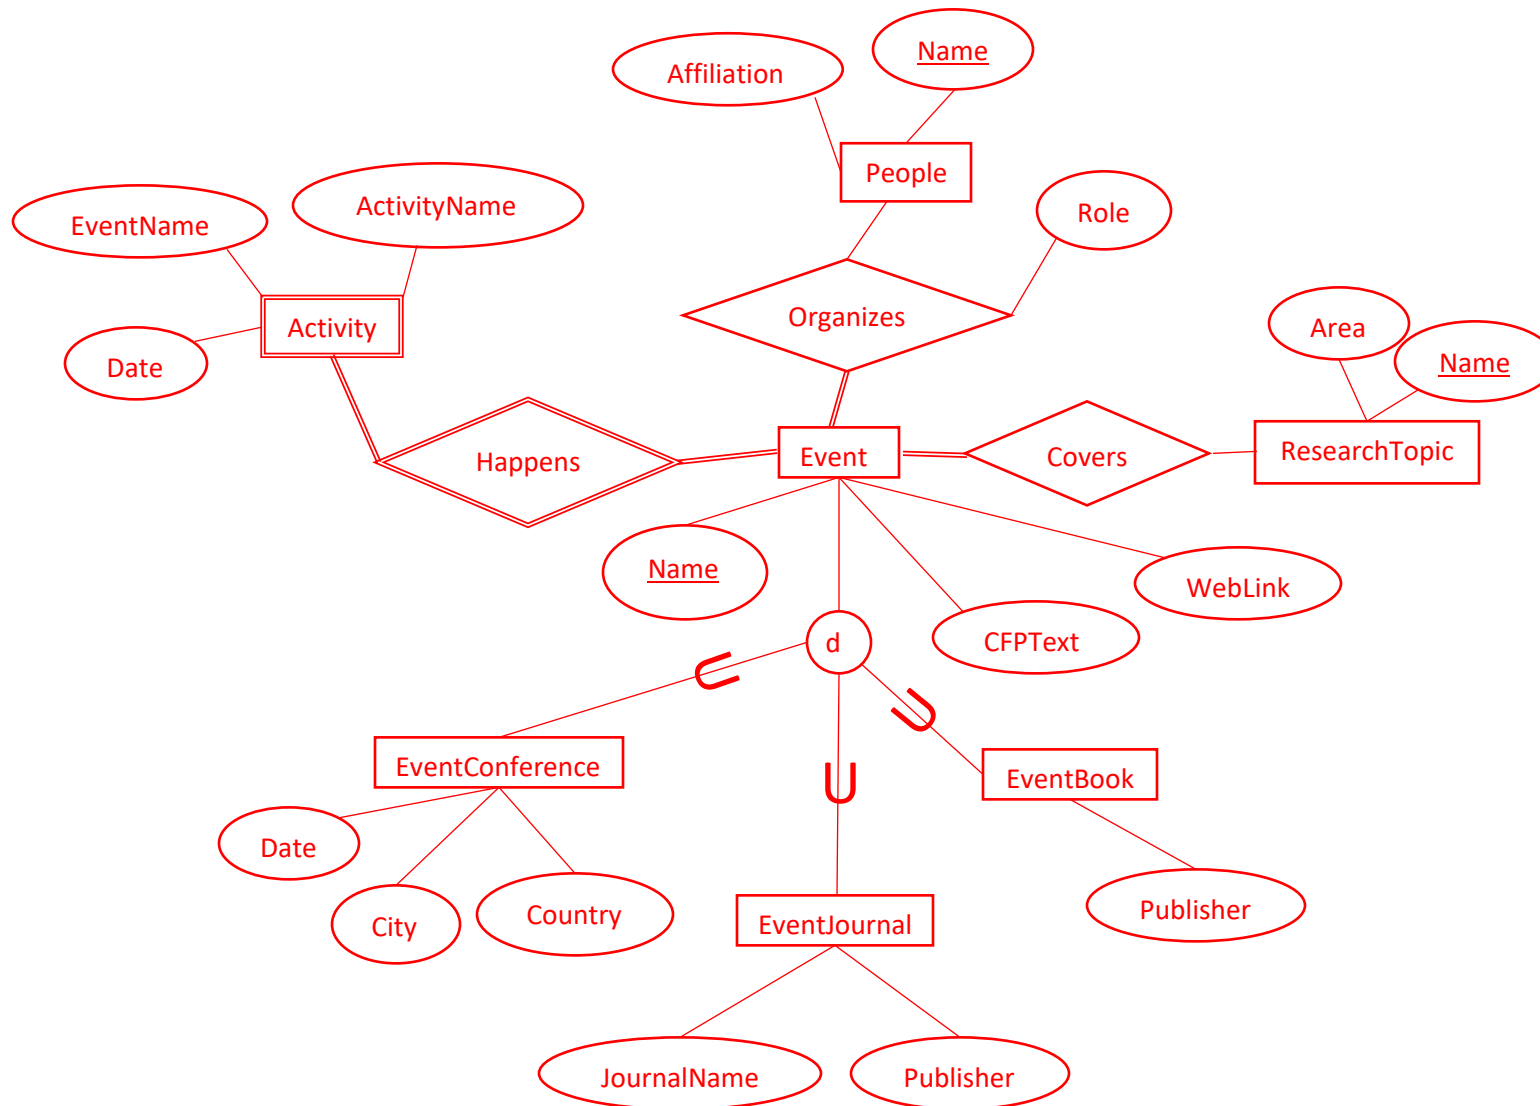 Name
Affiliation
People
ActivityName
Role
EventName
Organizes
Activity
Area
Date
Name
Happens
Event
Covers
ResearchTopic
Name
WebLink
d
CFPText
EventConference
EventBook
Date
Country
City
EventJournal
Publisher
JournalName
Publisher